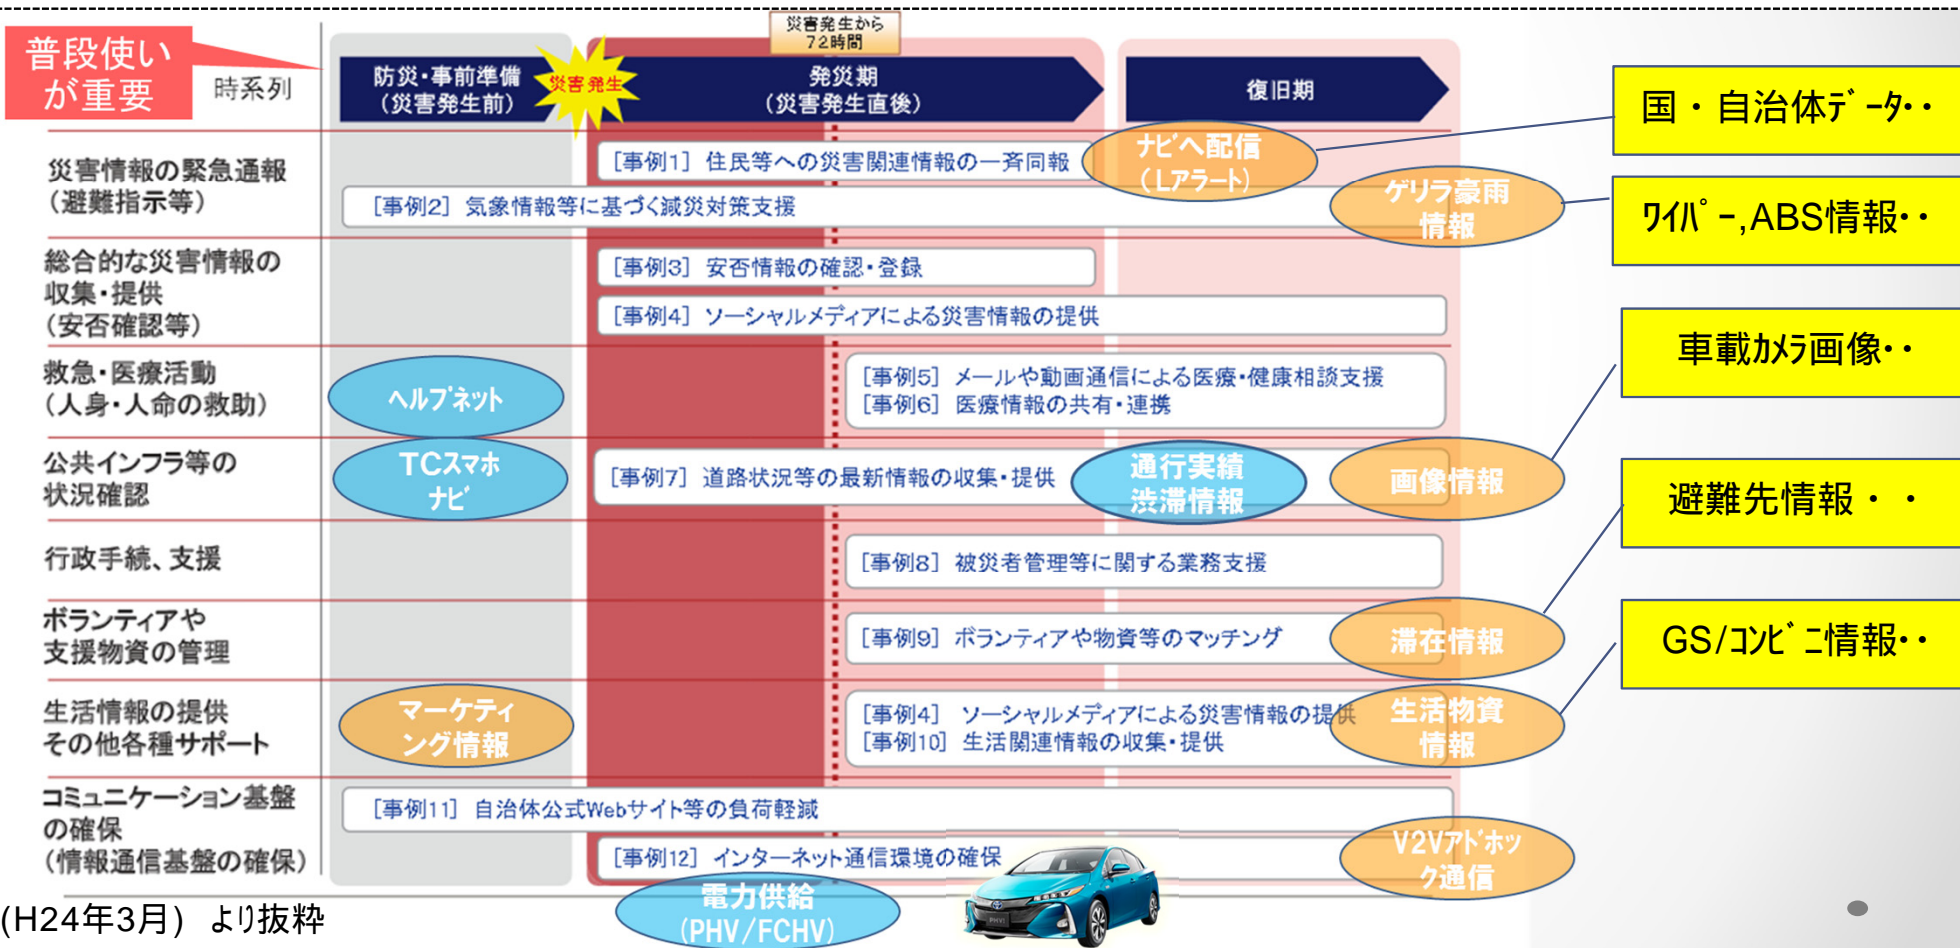 普段使い
が重要
時系列
防災・事前準備
(災害発生前)
災害発生
災害発生から
72時間
発災期
(災害発生直後)
復旧期
国・自治体ﾃﾞｰﾀ・・
災害情報の緊急通報
(避難指示等)
[事例1] 住民等への災害関連情報の一斉同報
ナビへ配信
(Lアラート)
[事例2] 気象情報等に基づく減災対策支援
ゲリラ豪雨
情報
ﾜｲﾊﾟｰ,ABS情報・・
総合的な災害情報の
収集・提供
(安否確認等)
[事例3] 安否情報の確認・登録
[事例4] ソーシャルメディアによる災害情報の提供
車載ｶﾒﾗ画像・・
救急・医療活動
(人身・人命の救助)
ヘルプネット
[事例5] メールや動画通信による医療・健康相談支援
[事例6] 医療情報の共有・連携
公共インフラ等の
状況確認
TCスマホ
ナビ
[事例7] 道路状況等の最新情報の収集・提供
通行実績
渋滞情報
画像情報
避難先情報・・
行政手続、支援
[事例8] 被災者管理等に関する業務支援
ボランティアや
支援物資の管理
[事例9] ボランティアや物資等のマッチング
滞在情報
GS/ｺﾝﾋﾞﾆ情報・・
生活情報の提供
その他各種サポート
マーケティ
ング情報
[事例4] ソーシャルメディアによる災害情報の提供
[事例10] 生活関連情報の収集・提供
生活物資
情報
コミュニケーション基盤
の確保
(情報通信基盤の確保)
[事例11] 自治体公式Webサイト等の負荷軽減
[事例12] インターネット通信環境の確保
V2Vアドホッ
ク通信
電力供給
(PHV/FCHV)
PHV
(H24年3月) より抜粋